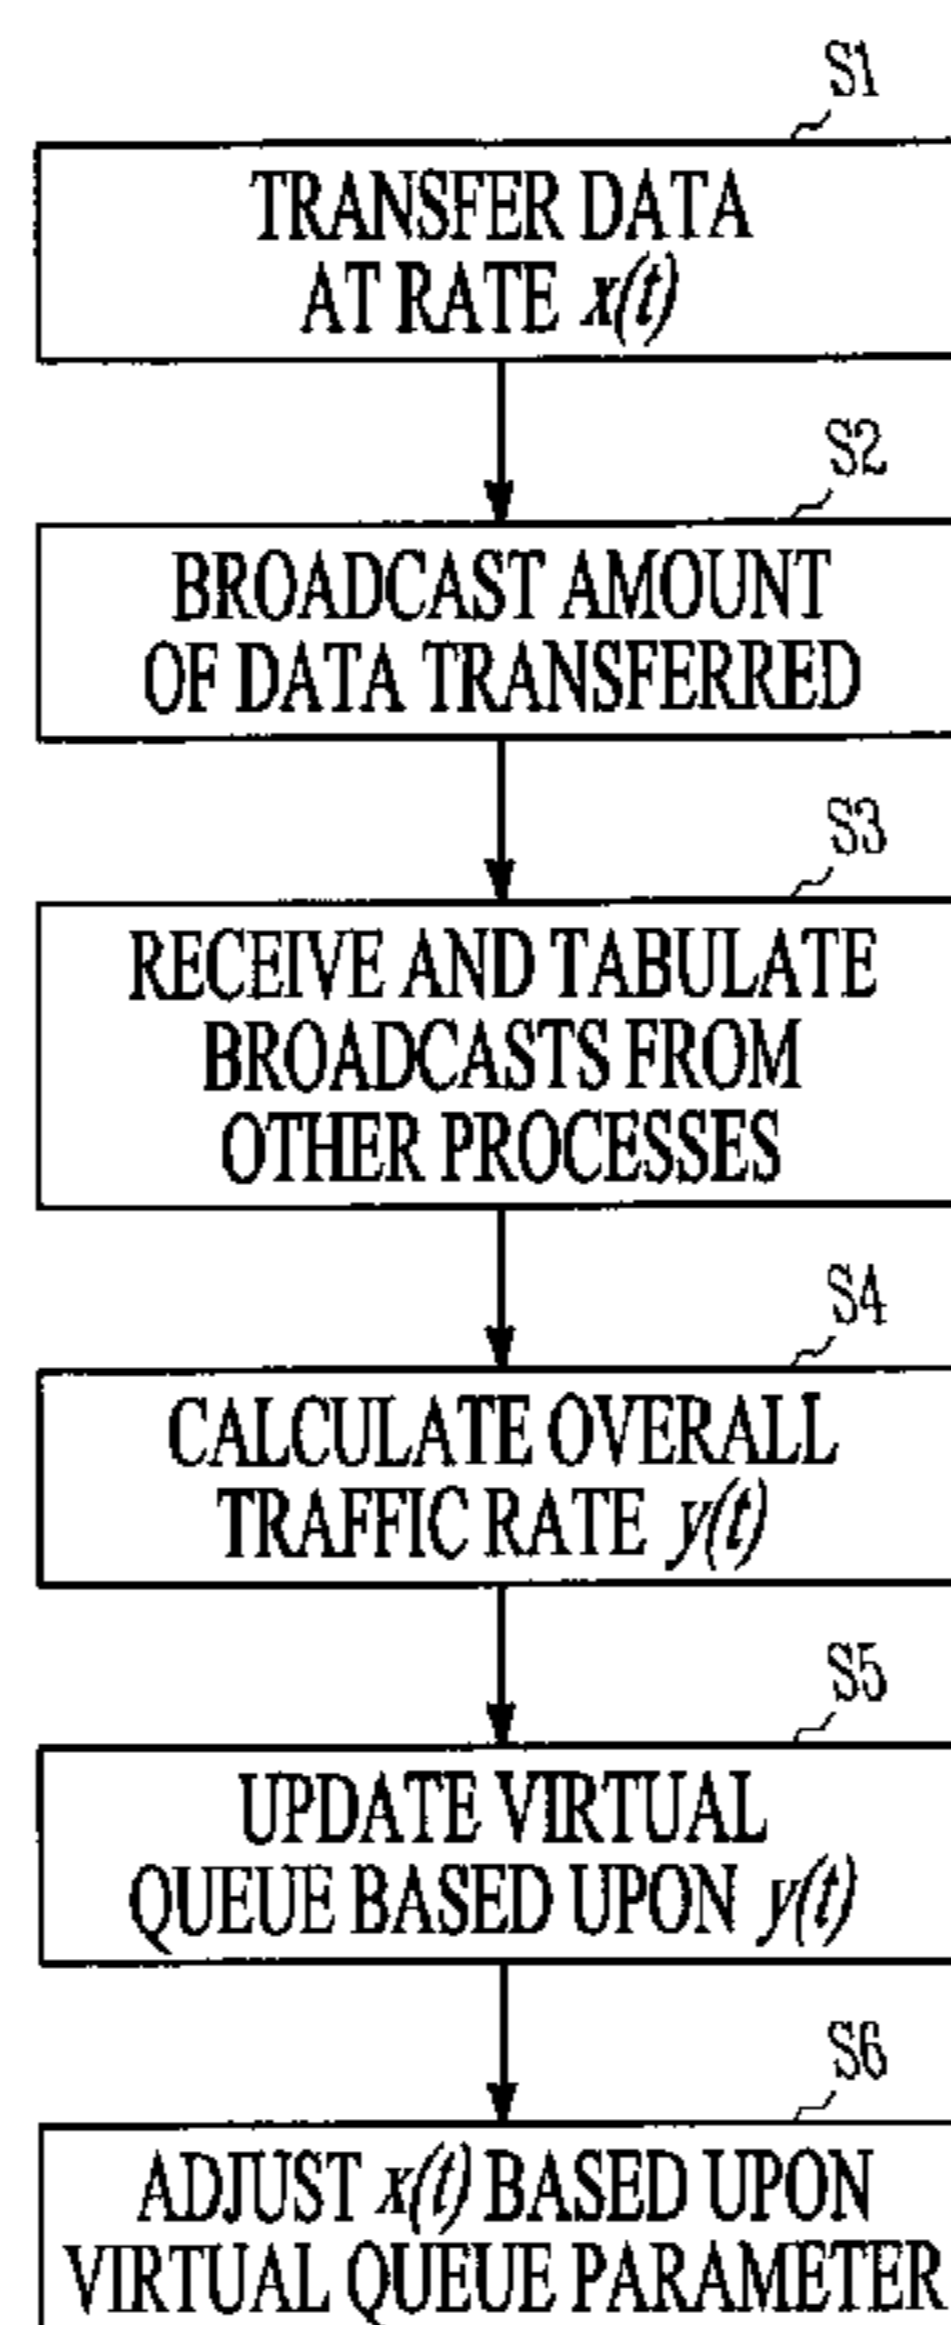 S1
TRANSFER DATA
AT RATE x(t)
S2
BROADCAST AMOUNT
OF DATA TRANSFERRED
S3
RECEIVE AND TABULATE
BROADCASTS FROM
OTHER PROCESSES
S4
CALCULATE OVERALL
TRAFFIC RATE y(t)
S5
UPDATE VIRTUAL
QUEUE BASED UPON y(t)
S6
ADJUST x(t) BASED UPON
VIRTUAL QUEUE PARAMETER